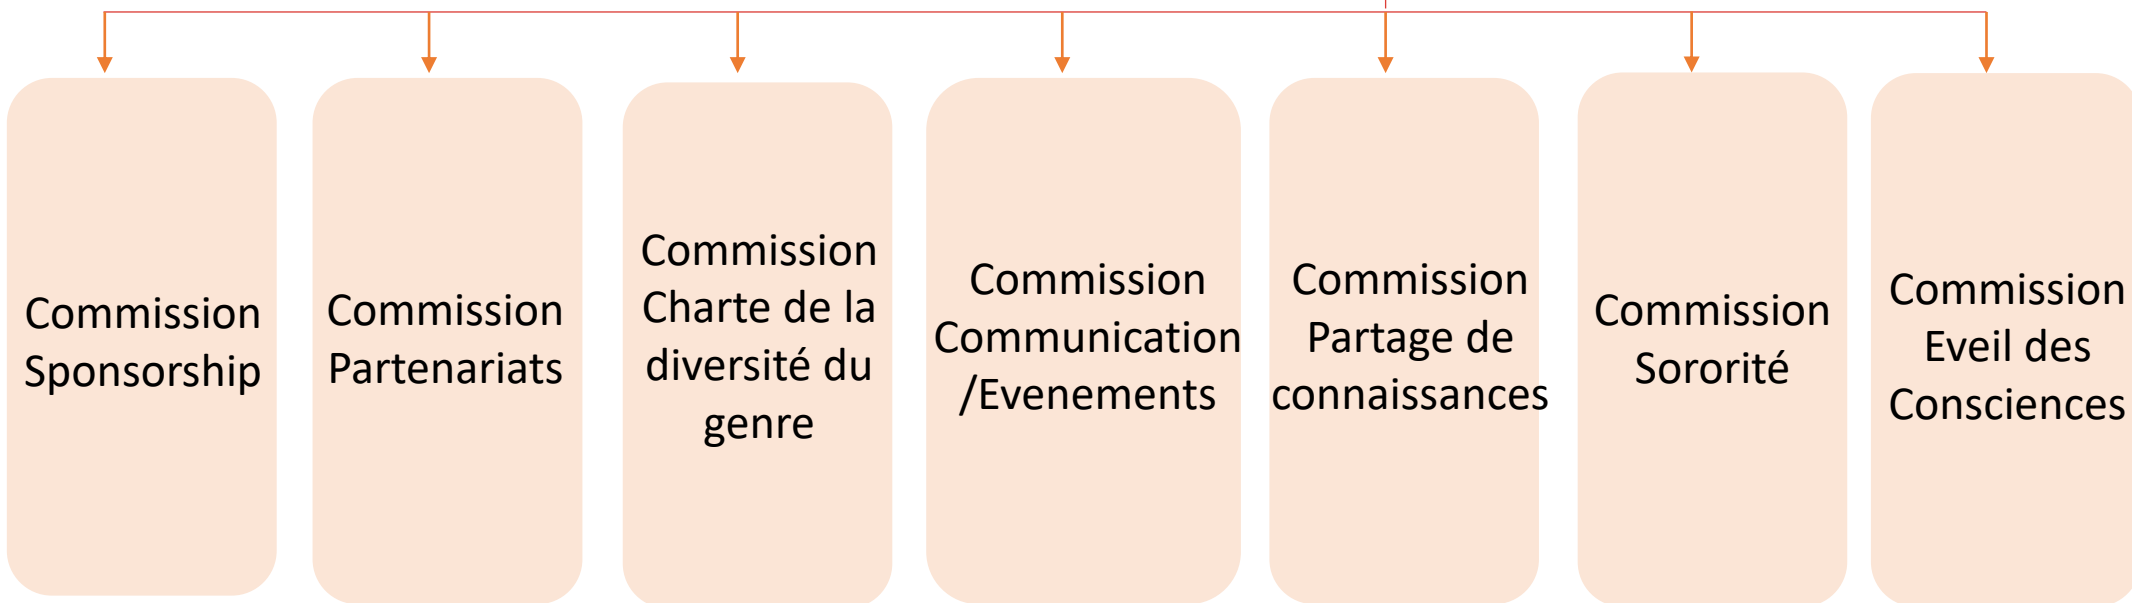 Commission
Sponsorship
Commission
Partenariats
Commission
Charte de la
diversité du
genre
Commission
Communication
/Evenements
Commission
Partage de
connaissances
Commission
Sororité
Commission
Eveil des
Consciences